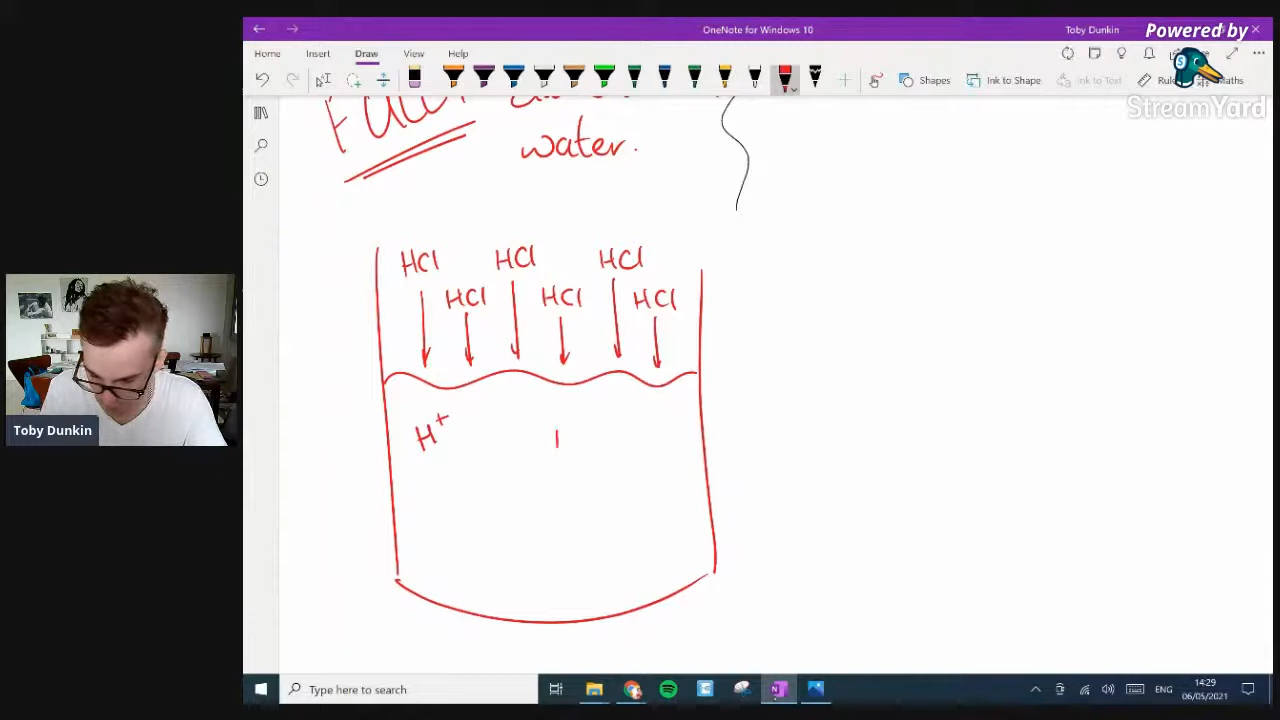 OneNote for Windows 10
Toby Dunkin
Powered by
StreamYard
Home
Insert
Draw
View
Help
Shapes
Ink to Shape
Ink to Text
Maths
water.
HCl HCl HCl
HCl HCl HCl
H+
Toby Dunkin
Type here to search
ENG
14:29
06/05/2021